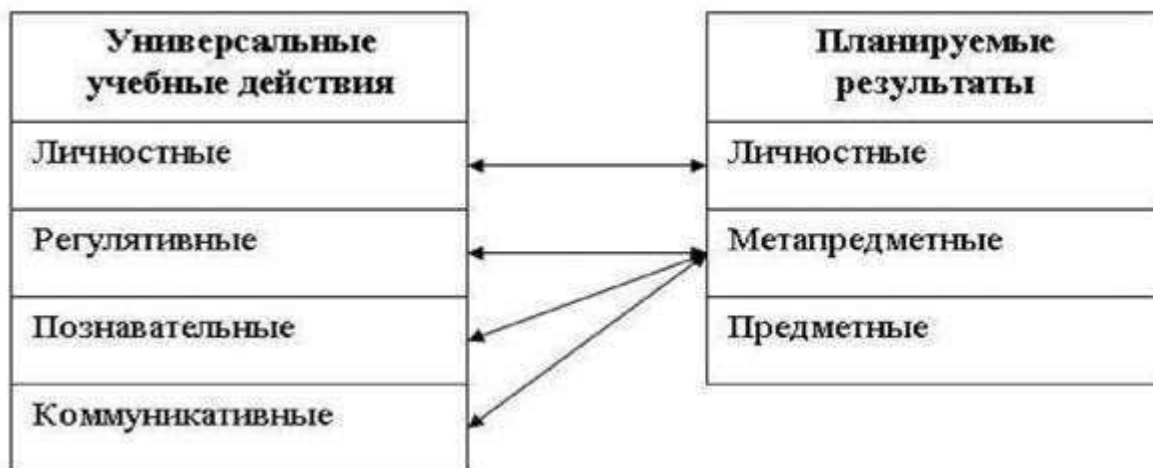 Универсальные
учебные действия
Личностные
Регулятивные
Познавательные
Коммуникативные
Планируемые
результаты
Личностные
Метапредметные
Предметные